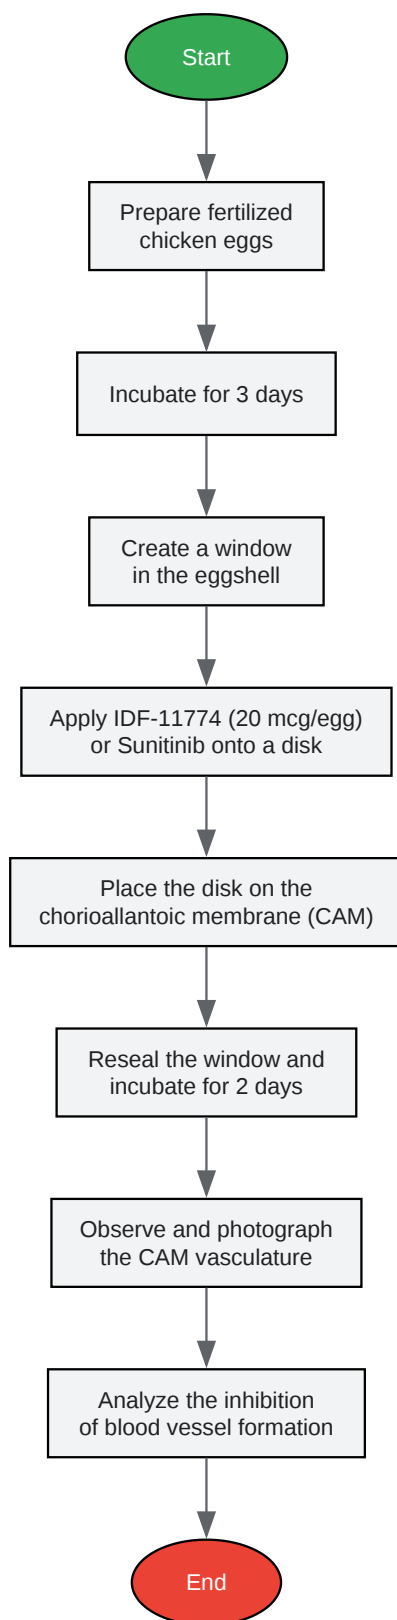 Start
Prepare fertilized
chicken eggs
Incubate for 3 days
Create a window
in the eggshell
Apply IDF-11774 (20 mcg/egg)
or Sunitinib onto a disk
Place the disk on the
chorioallantoic membrane (CAM)
Reseal the window and
incubate for 2 days
Observe and photograph
the CAM vasculature
Analyze the inhibition
of blood vessel formation
End